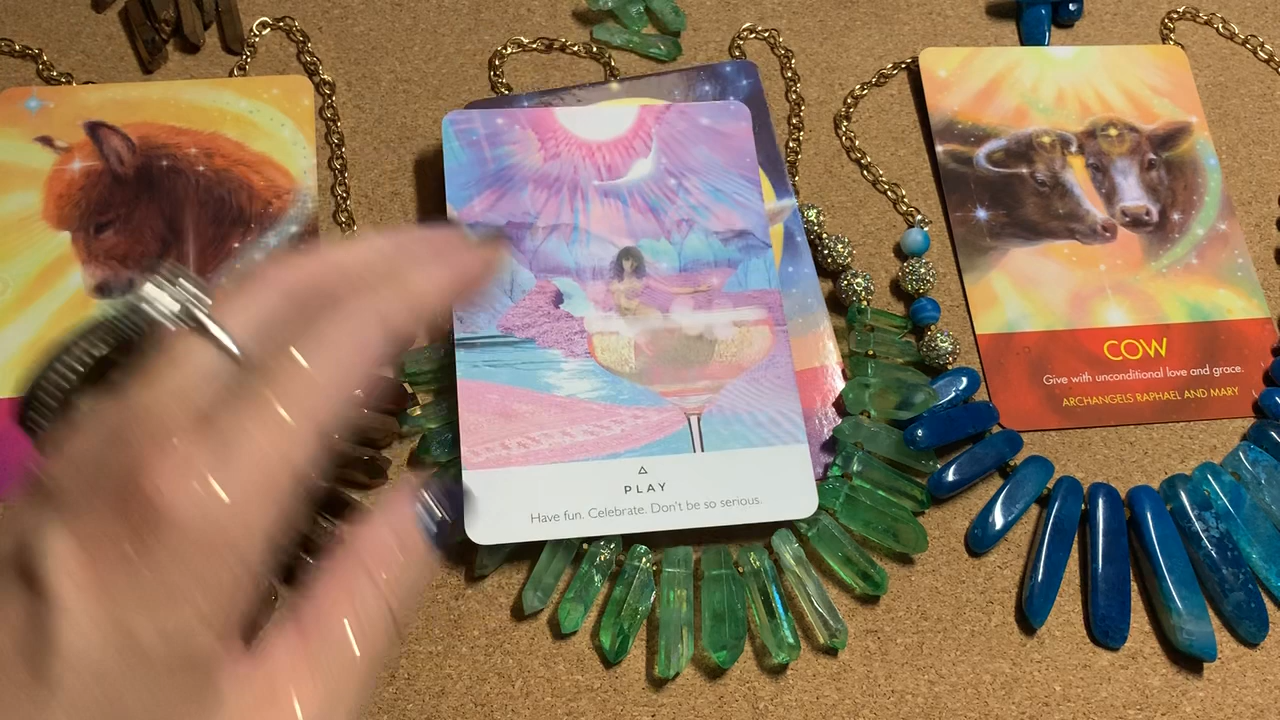 PLAY
Have fun. Celebrate. Don't be so serious.
COW
Give with unconditional love and grace.
ARCHANGELS RAPHAEL AND MARY